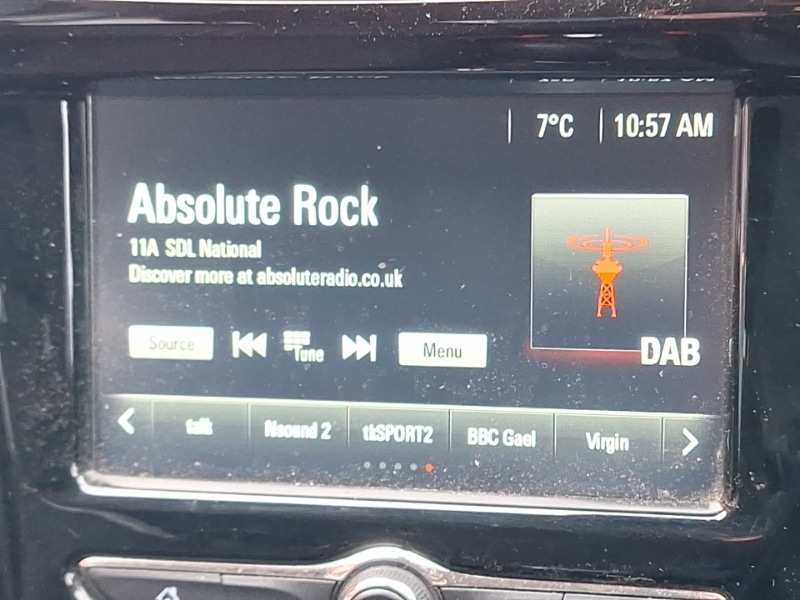 7°C 10:57 AM
Absolute Rock
11A SDL National
Discover more at absoluteradio.co.uk
Source Tune Menu
DAB
talk Nsound 2 tkSPORT2 BBC Gael Virgin